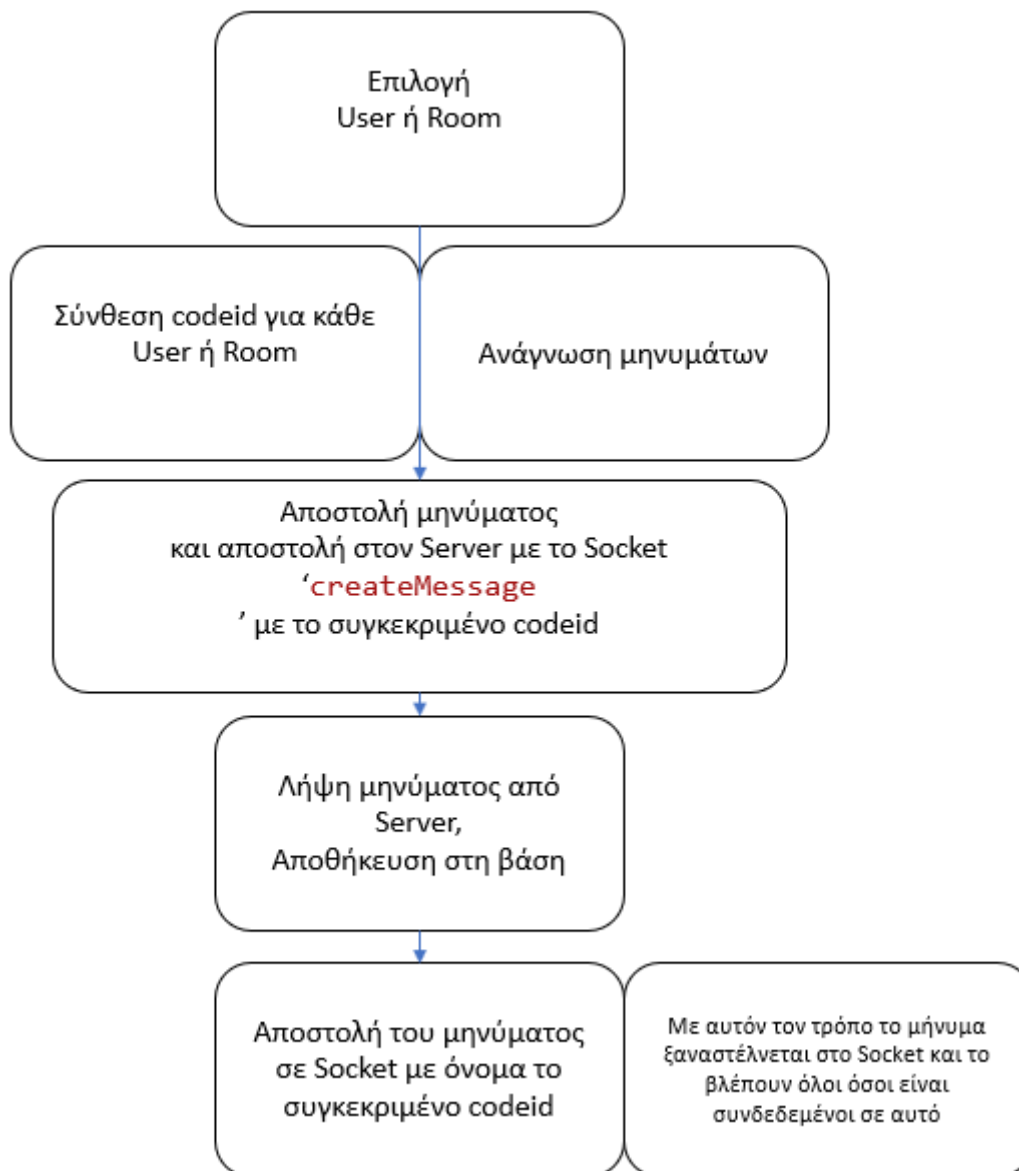 Επιλογή
User ή Room
Σύνθεση codeid για κάθε
User ή Room
Ανάγνωση μηνυμάτων
Αποστολή μηνύματος
και αποστολή στον Server με το Socket
‘createMessage
’ με το συγκεκριμένο codeid
Λήψη μηνύματος από
Server,
Αποθήκευση στη βάση
Αποστολή του μηνύματος
σε Socket με όνομα το
συγκεκριμένο codeid
Με αυτόν τον τρόπο το μήνυμα
ξαναστέλνεται στο Socket και το
βλέπουν όλοι όσοι είναι
συνδεδεμένοι σε αυτό